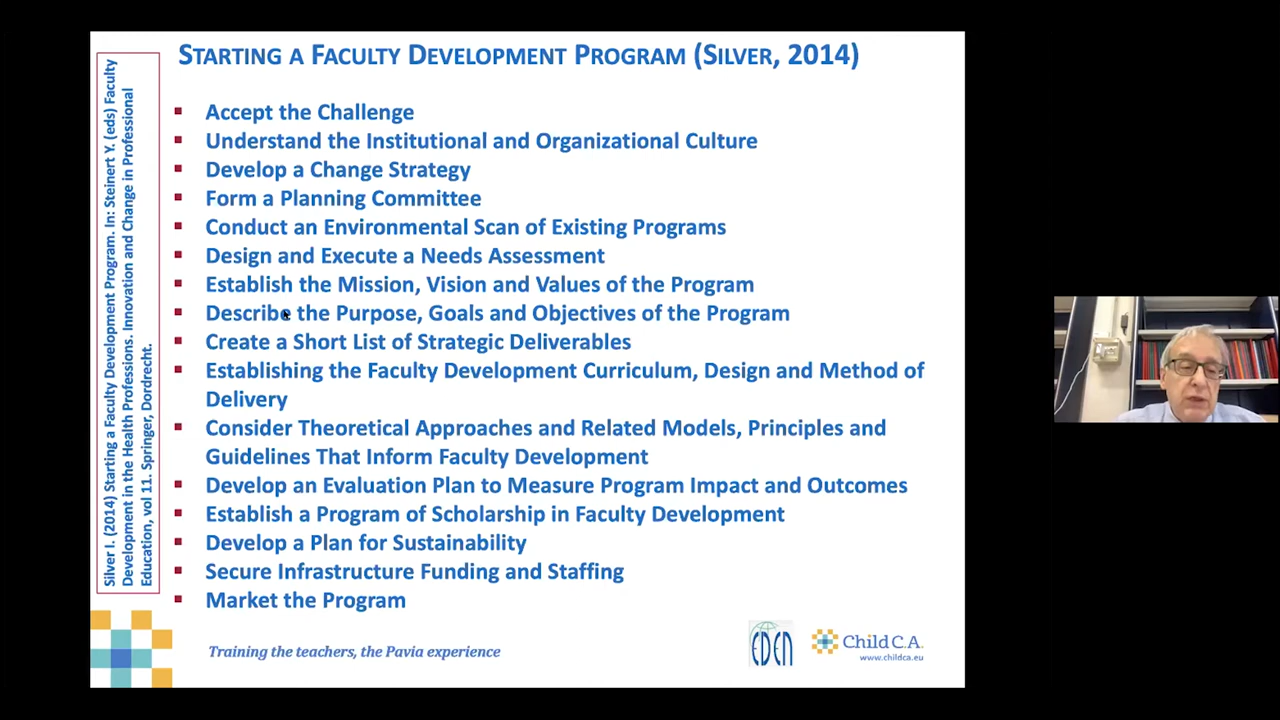 STARTING A FACULTY DEVELOPMENT PROGRAM (SILVER, 2014)
Silver I. (2014) Starting a Faculty Development Program. In: Steinert Y. (eds) Faculty
Development in the Health Professions. Innovation and Change in Professional
Education, vol 11. Springer, Dordrecht.
Accept the Challenge
Understand the Institutional and Organizational Culture
Develop a Change Strategy
Form a Planning Committee
Conduct an Environmental Scan of Existing Programs
Design and Execute a Needs Assessment
Establish the Mission, Vision and Values of the Program
Describe the Purpose, Goals and Objectives of the Program
Create a Short List of Strategic Deliverables
Establishing the Faculty Development Curriculum, Design and Method of
Delivery
Consider Theoretical Approaches and Related Models, Principles and
Guidelines That Inform Faculty Development
Develop an Evaluation Plan to Measure Program Impact and Outcomes
Establish a Program of Scholarship in Faculty Development
Develop a Plan for Sustainability
Secure Infrastructure Funding and Staffing
Market the Program
Training the teachers, the Pavia experience
EDEN
Child C.A.
www.childca.eu